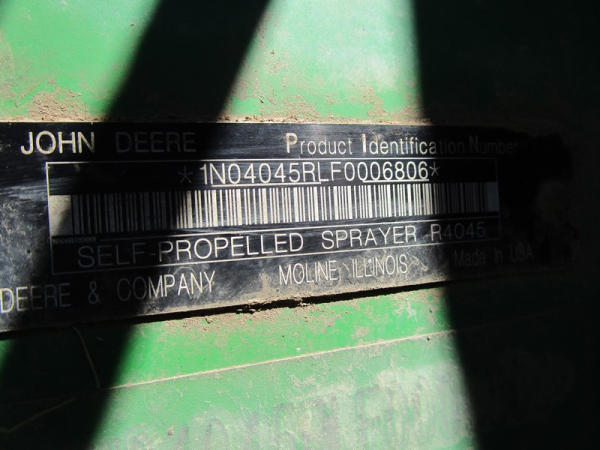 JOHN DEERE Product Identification Number
*1N04045RLF0006806*
SELF-PROPELLED SPRAYER R4045
DEERE & COMPANY MOLINE ILLINOIS Made in USA